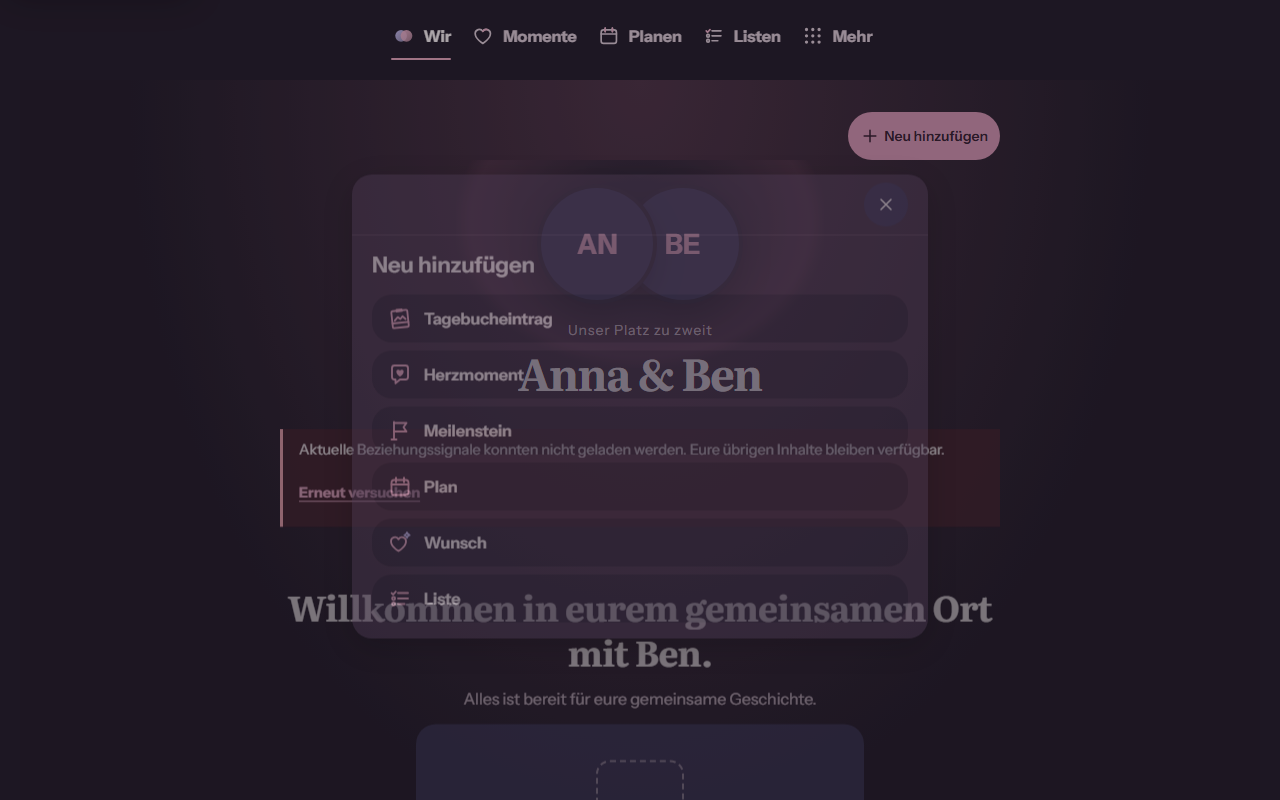 Wir Momente Planen Listen Mehr
Neu hinzufügen
AN BE
Neu hinzufügen
Tagebucheintrag
Unser Platz zu zweit
Herzmoment
Anna & Ben
Meilenstein
Aktuelle Beziehungssignale konnten nicht geladen werden. Eure übrigen Inhalte bleiben verfügbar.
Plan
Erneut versuchen
Wunsch
Liste
Willkommen in eurem gemeinsamen Ort
mit Ben.
Alles ist bereit für eure gemeinsame Geschichte.